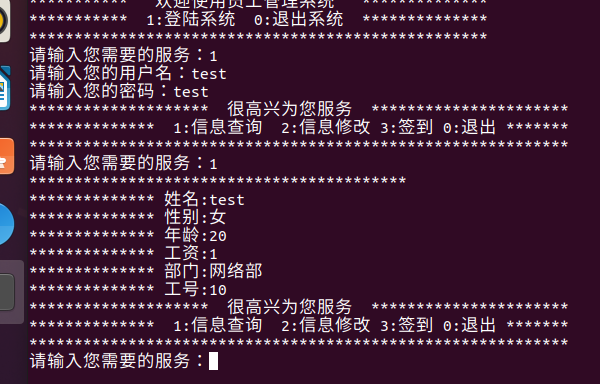 ***********   欢迎使用员工管理系统   **************
***********  1:登陆系统  0:退出系统  **************
***************************************************
请输入您需要的服务：1
请输入您的用户名：test
请输入您的密码：test
********************  很高兴为您服务  **********************
**************  1:信息查询  2:信息修改 3:签到 0:退出 *******
************************************************************
请输入您需要的服务：1
******************************************
************** 姓名:test
************** 性别:女
************** 年龄:20
************** 工资:1
************** 部门:网络部
************** 工号:10
********************  很高兴为您服务  **********************
**************  1:信息查询  2:信息修改 3:签到 0:退出 *******
************************************************************
请输入您需要的服务：